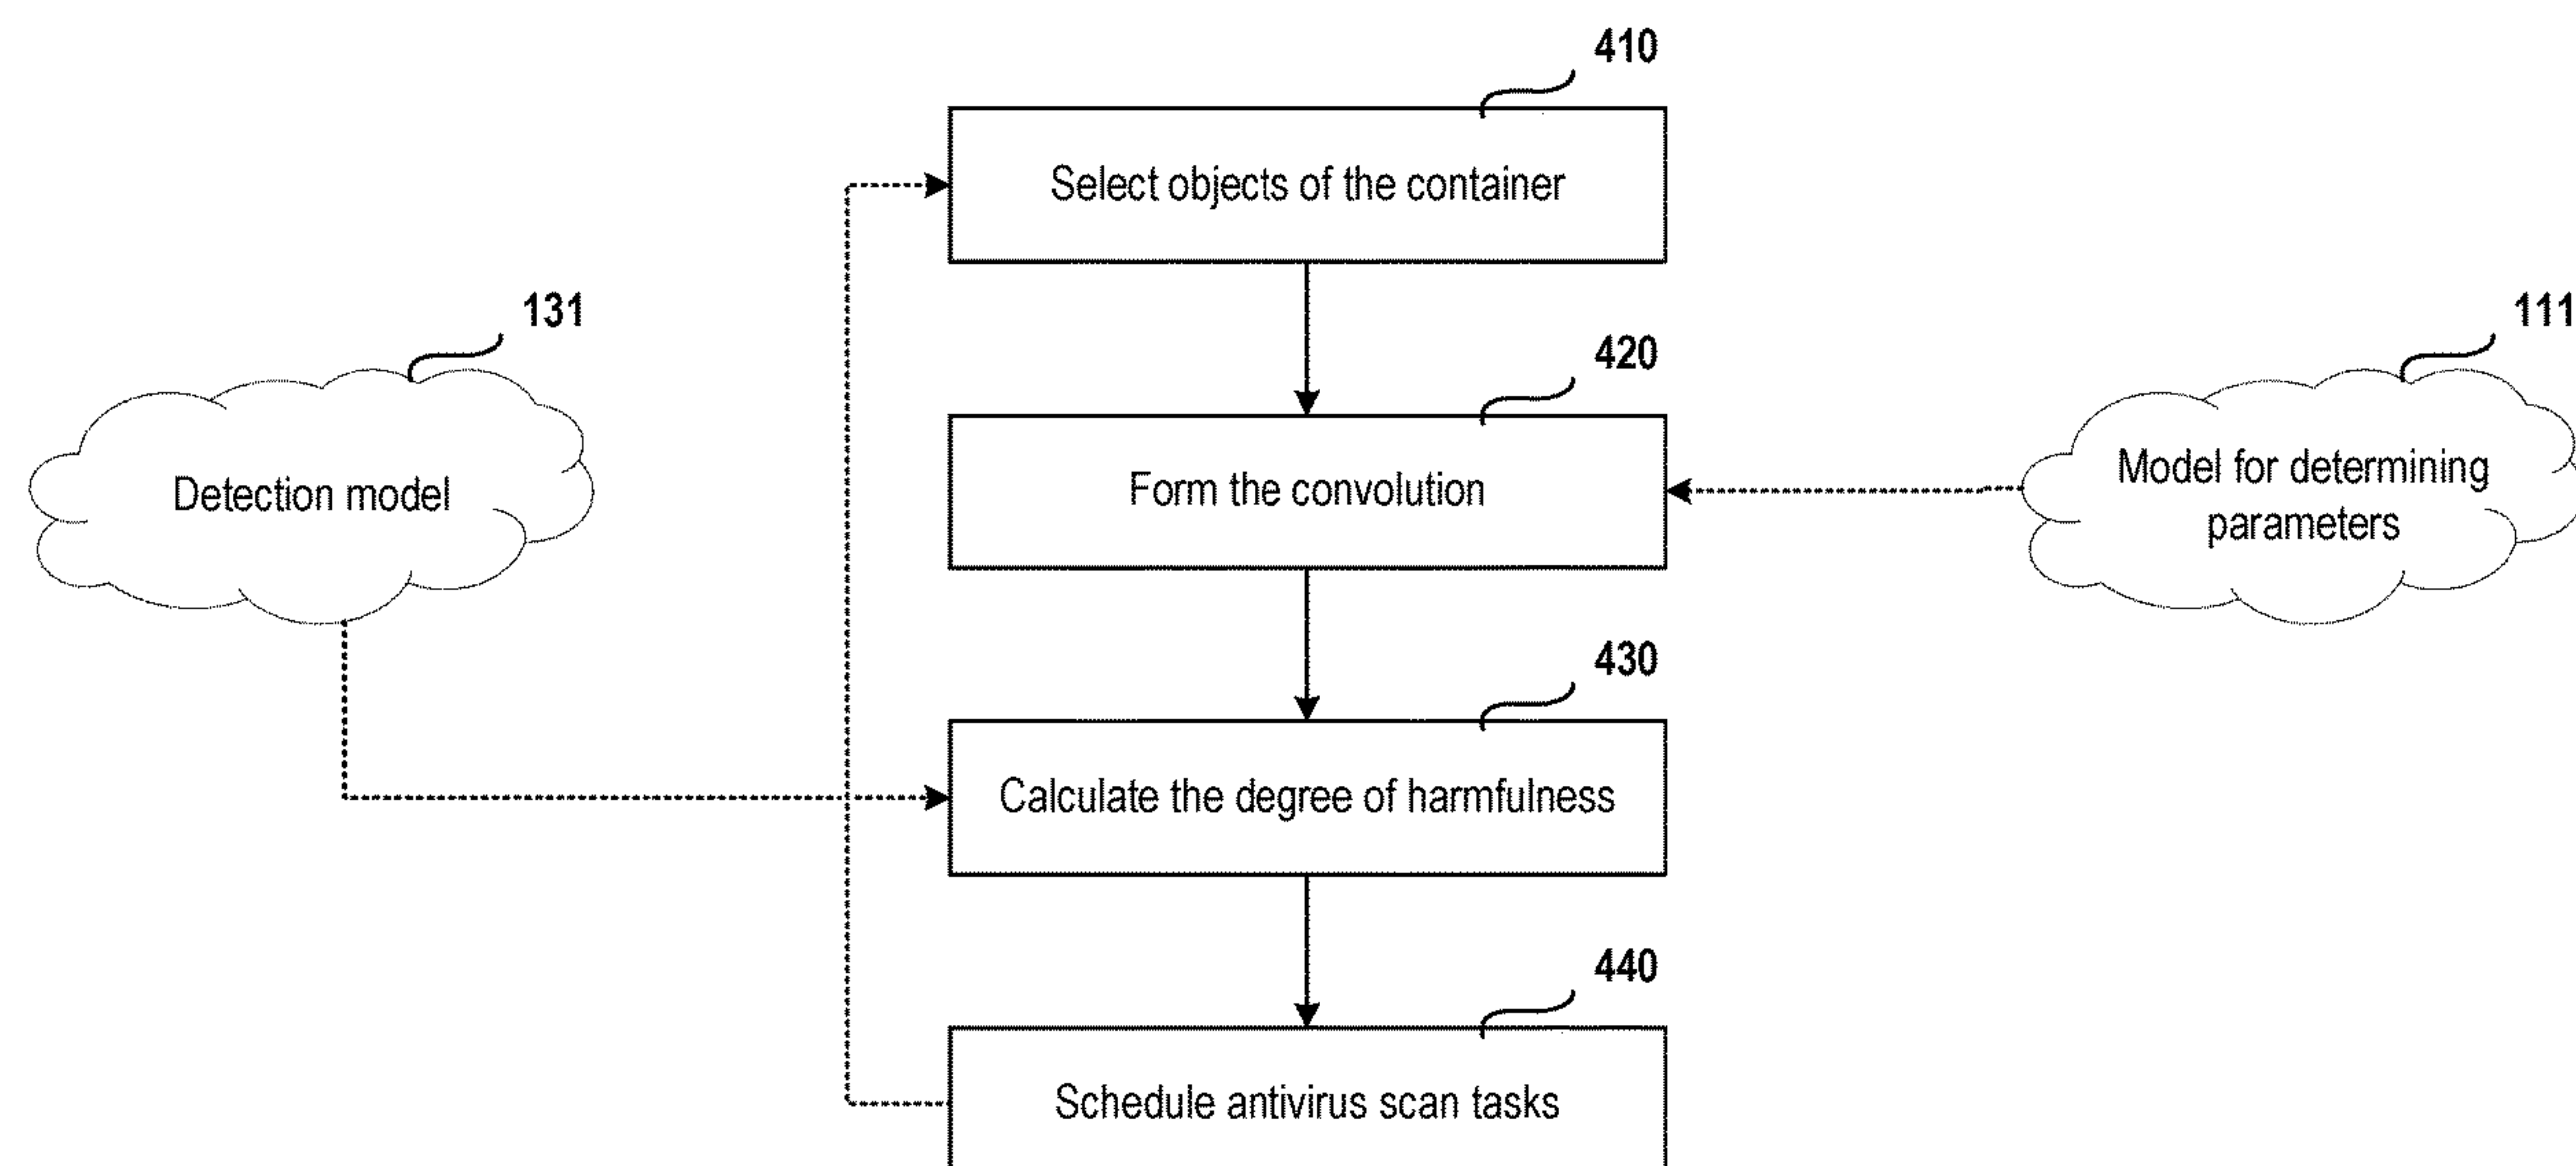 410
Select objects of the container
131
111
420
Detection model
Form the convolution
Model for determining
parameters
430
Calculate the degree of harmfulness
440
Schedule antivirus scan tasks